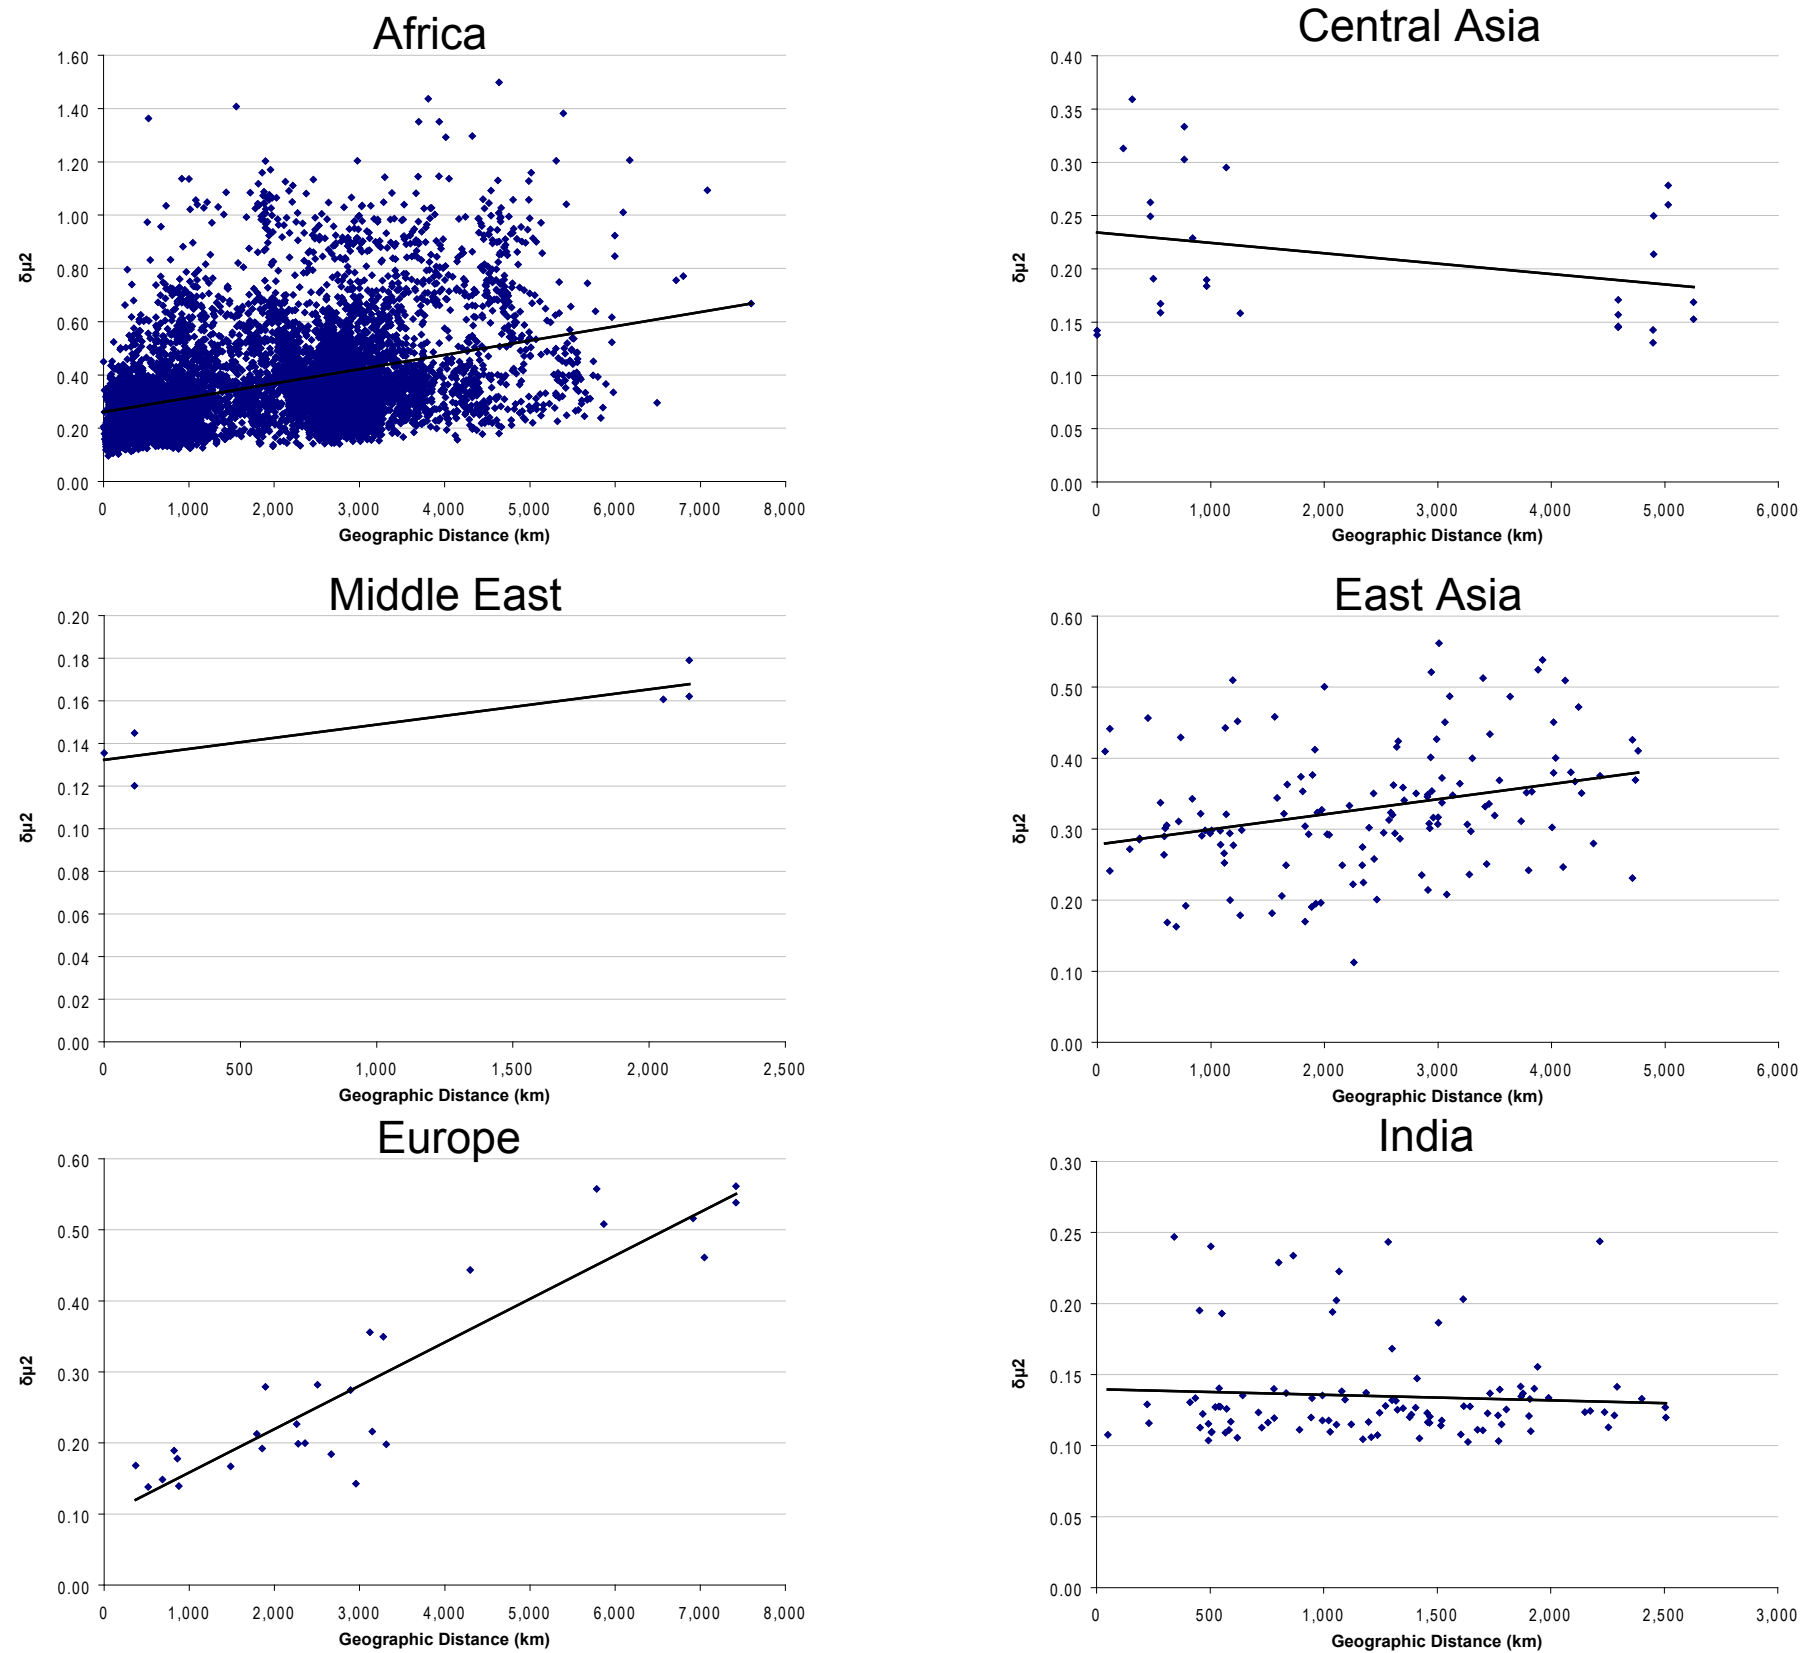 Africa
1.60
1.40
1.20
1.00
0.80
0.60
0.40
0.20
0.00
δμ2
0 1,000 2,000 3,000 4,000 5,000 6,000 7,000 8,000
Geographic Distance (km)
Central Asia
0.40
0.35
0.30
0.25
0.20
0.15
0.10
0.05
0.00
δμ2
0 1,000 2,000 3,000 4,000 5,000 6,000
Geographic Distance (km)
Middle East
0.20
0.18
0.16
0.14
0.12
0.10
0.08
0.06
0.04
0.02
0.00
δμ2
0 500 1,000 1,500 2,000 2,500
Geographic Distance (km)
East Asia
0.60
0.50
0.40
0.30
0.20
0.10
0.00
δμ2
0 1,000 2,000 3,000 4,000 5,000 6,000
Geographic Distance (km)
Europe
0.60
0.50
0.40
0.30
0.20
0.10
0.00
δμ2
0 1,000 2,000 3,000 4,000 5,000 6,000 7,000 8,000
Geographic Distance (km)
India
0.30
0.25
0.20
0.15
0.10
0.05
0.00
δμ2
0 500 1,000 1,500 2,000 2,500 3,000
Geographic Distance (km)